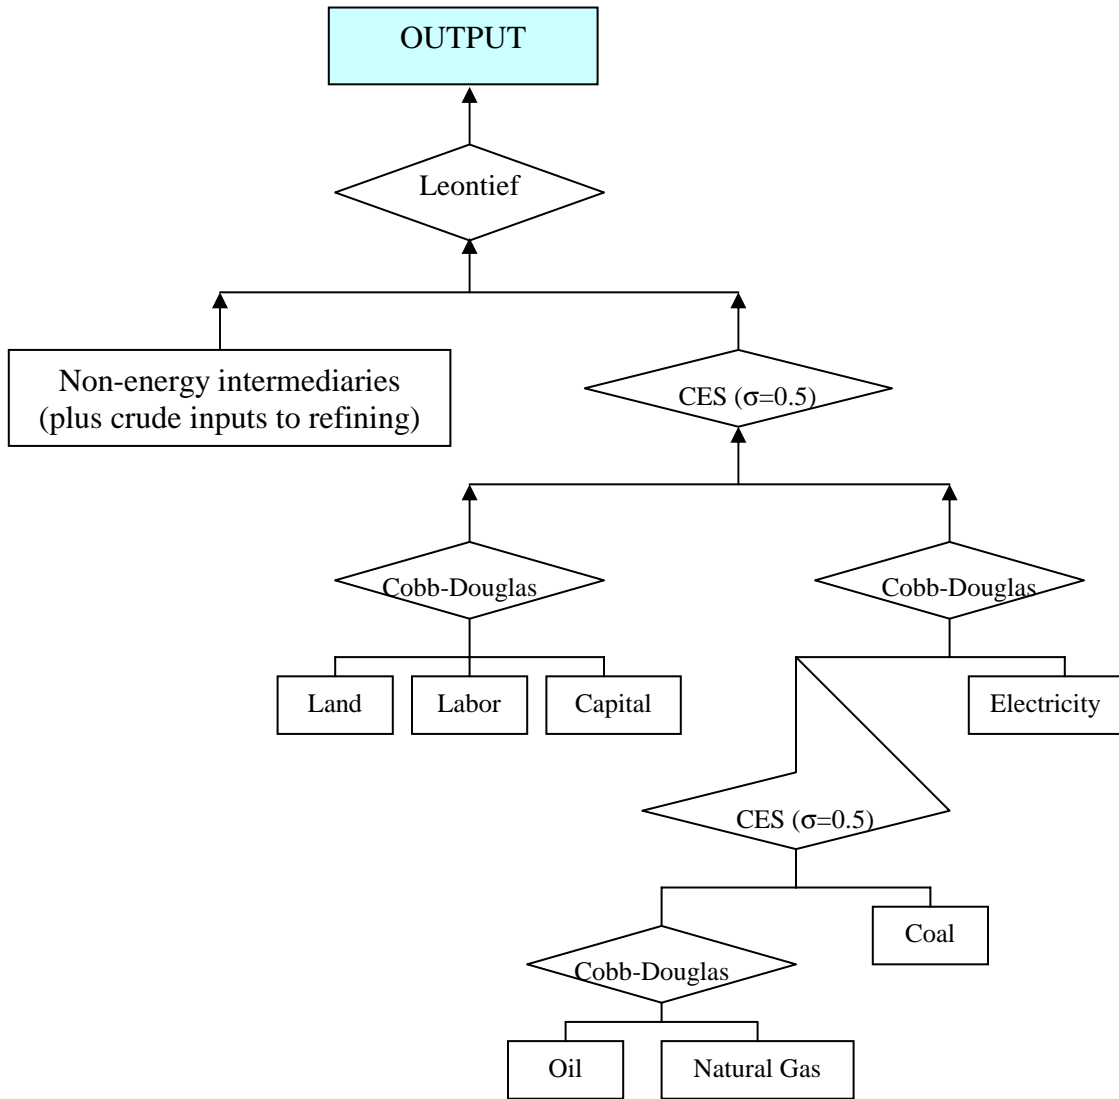 OUTPUT
Leontief
Non-energy intermediaries
(plus crude inputs to refining)
CES (σ=0.5)
Cobb-Douglas
Cobb-Douglas
Land
Labor
Capital
Electricity
CES (σ=0.5)
Coal
Cobb-Douglas
Oil
Natural Gas